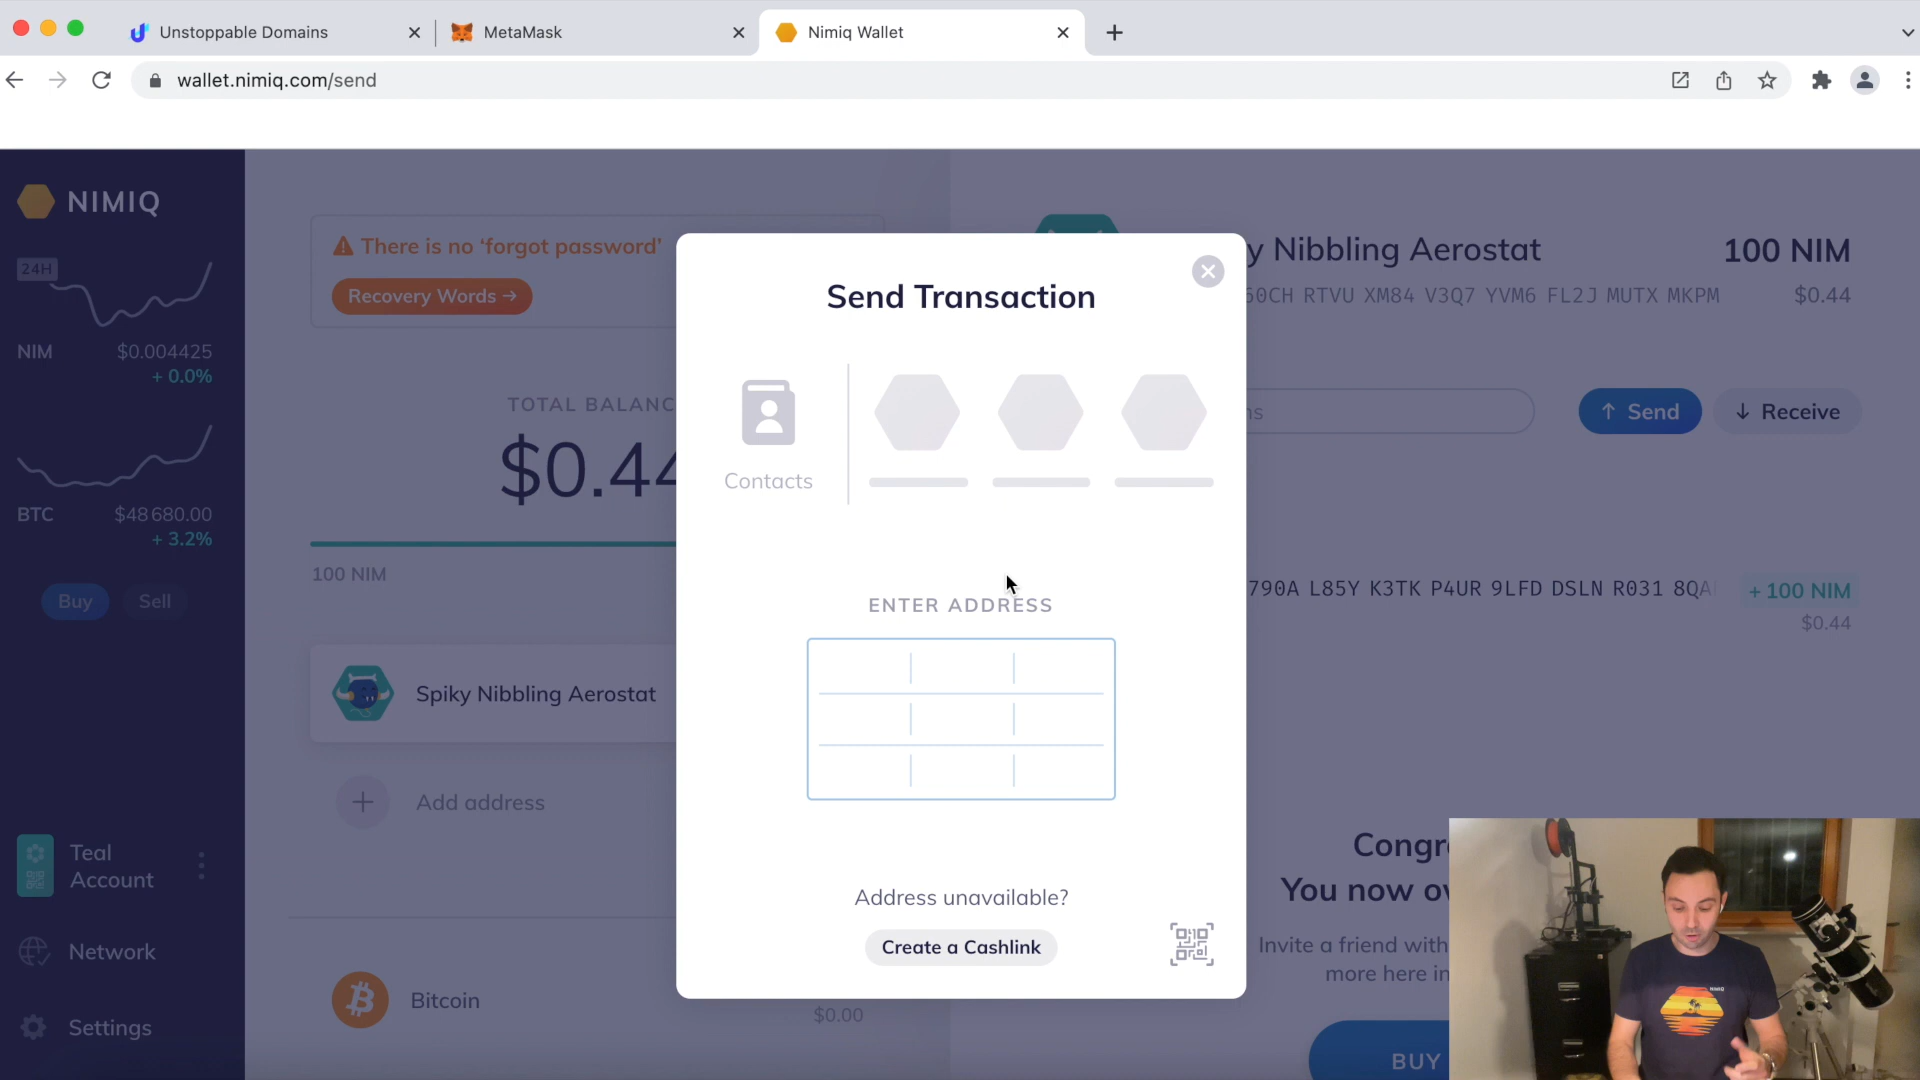 Unstoppable Domains
MetaMask
Nimiq Wallet
wallet.nimiq.com/send
NIMIQ
24H
NIM $0.004425
+ 0.0%
BTC $48 680.00
+ 3.2%
Buy Sell
Teal
Account
Network
Settings
There is no ‘forgot password’
Recovery Words →
TOTAL BALANC
$0.44
100 NIM
Spiky Nibbling Aerostat
Add address
Bitcoin
$0.00
Send Transaction
Contacts
ENTER ADDRESS
Address unavailable?
Create a Cashlink
y Nibbling Aerostat 100 NIM
60CH RTVU XM84 V3Q7 YVM6 FL2J MUTX MKPM $0.44
ns
↑ Send ↓ Receive
790A L85Y K3TK P4UR 9LFD DSLN R031 8QA + 100 NIM
$0.44
Congr
You now ow
Invite a friend with
more here in
BUY
NIMIQ